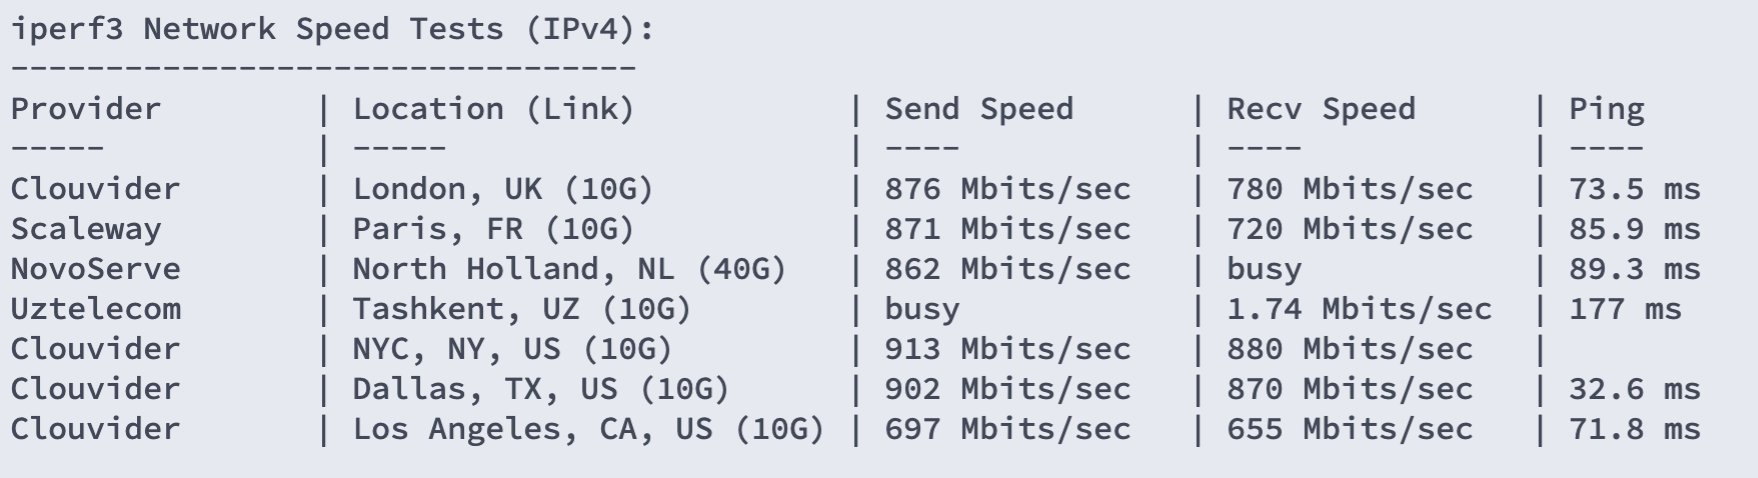 iperf3 Network Speed Tests (IPv4):
---------------------------------
Provider        | Location (Link)           | Send Speed      | Recv Speed      | Ping
-----           | -----                     | ----            | ----            | ----
Clouvider       | London, UK (10G)          | 876 Mbits/sec   | 780 Mbits/sec   | 73.5 ms
Scaleway        | Paris, FR (10G)           | 871 Mbits/sec   | 720 Mbits/sec   | 85.9 ms
NovoServe       | North Holland, NL (40G)   | 862 Mbits/sec   | busy            | 89.3 ms
Uztelecom       | Tashkent, UZ (10G)        | busy            | 1.74 Mbits/sec  | 177 ms
Clouvider       | NYC, NY, US (10G)         | 913 Mbits/sec   | 880 Mbits/sec   |
Clouvider       | Dallas, TX, US (10G)      | 902 Mbits/sec   | 870 Mbits/sec   | 32.6 ms
Clouvider       | Los Angeles, CA, US (10G) | 697 Mbits/sec   | 655 Mbits/sec   | 71.8 ms